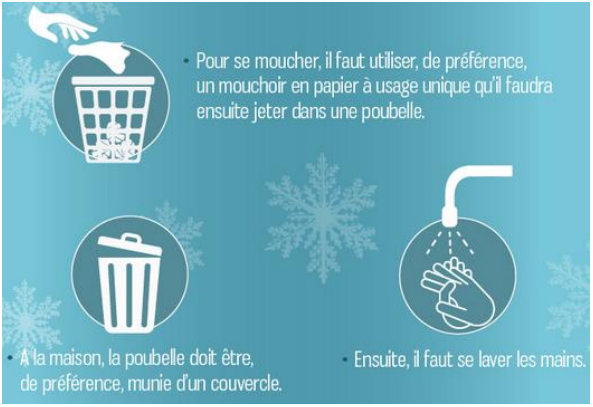 • Pour se moucher, il faut utiliser, de préférence,
un mouchoir en papier à usage unique qu'il faudra
ensuite jeter dans une poubelle.
• A la maison, la poubelle doit être,
de préférence, munie d'un couvercle.
• Ensuite, il faut se laver les mains.